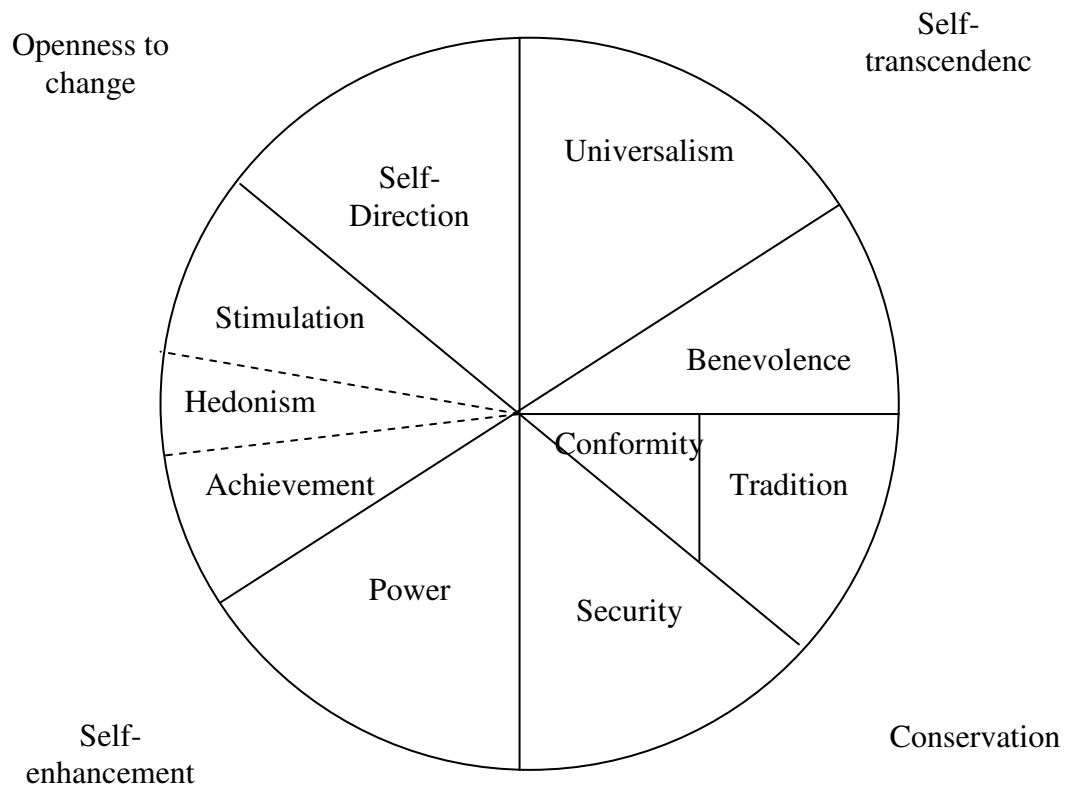 Openness to
change
Self-
transcendenc
Universalism
Self-
Direction
Stimulation
Benevolence
Hedonism
Conformity
Achievement
Tradition
Power
Security
Self-
enhancement
Conservation